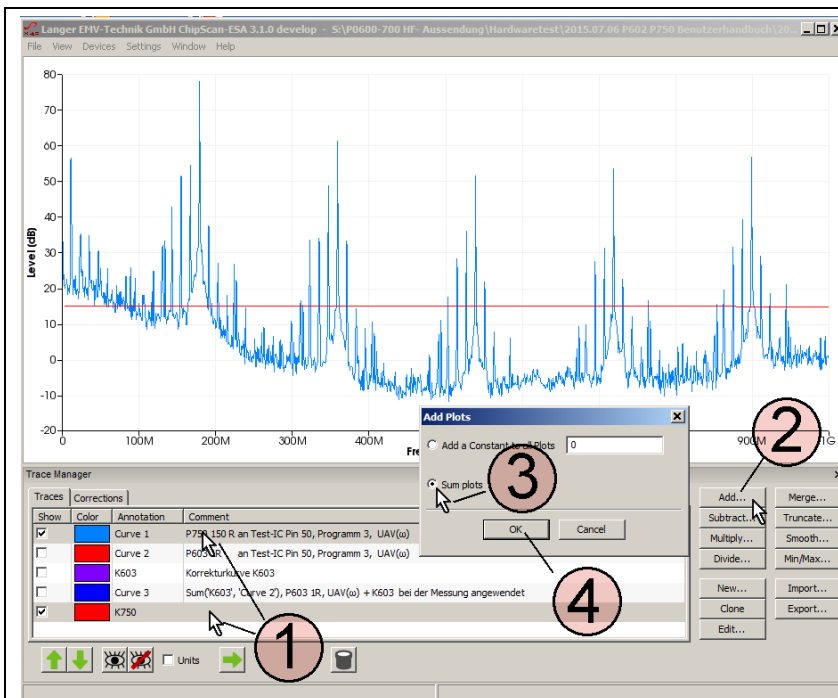 Langer EMV-Technik GmbH ChipScan-ESA 3.1.0 develop - S:\P0600-700 HF- Aussendung\Hardwaretest\2015.07.06 P602 P750 Benutzerhandbuch\20...
File View Devices Settings Window Help
80
70
60
50
40
30
20
10
0
-10
-20
Level (dB)
0 100M 200M 300M 400M 900M 1G
Fre
Add Plots
Add a Constant to all Plots 0
Sum plots
OK Cancel
1
2
3
4
Trace Manager
Traces Corrections
Show Color Annotation Comment
Curve 1 P750 150 R an Test-IC Pin 50, Programm 3, UAV(ω)
Curve 2 P603 1R an Test-IC Pin 50, Programm 3, UAV(ω)
K603 Korrekturkurve K603
Curve 3 Sum('K603', 'Curve 2'), P603 1R, UAV(ω) + K603 bei der Messung angewendet
K750
Units
Add... Merge...
Subtract... Truncate...
Multiply... Smooth...
Divide... Min/Max...
New... Import...
Clone Export...
Edit...